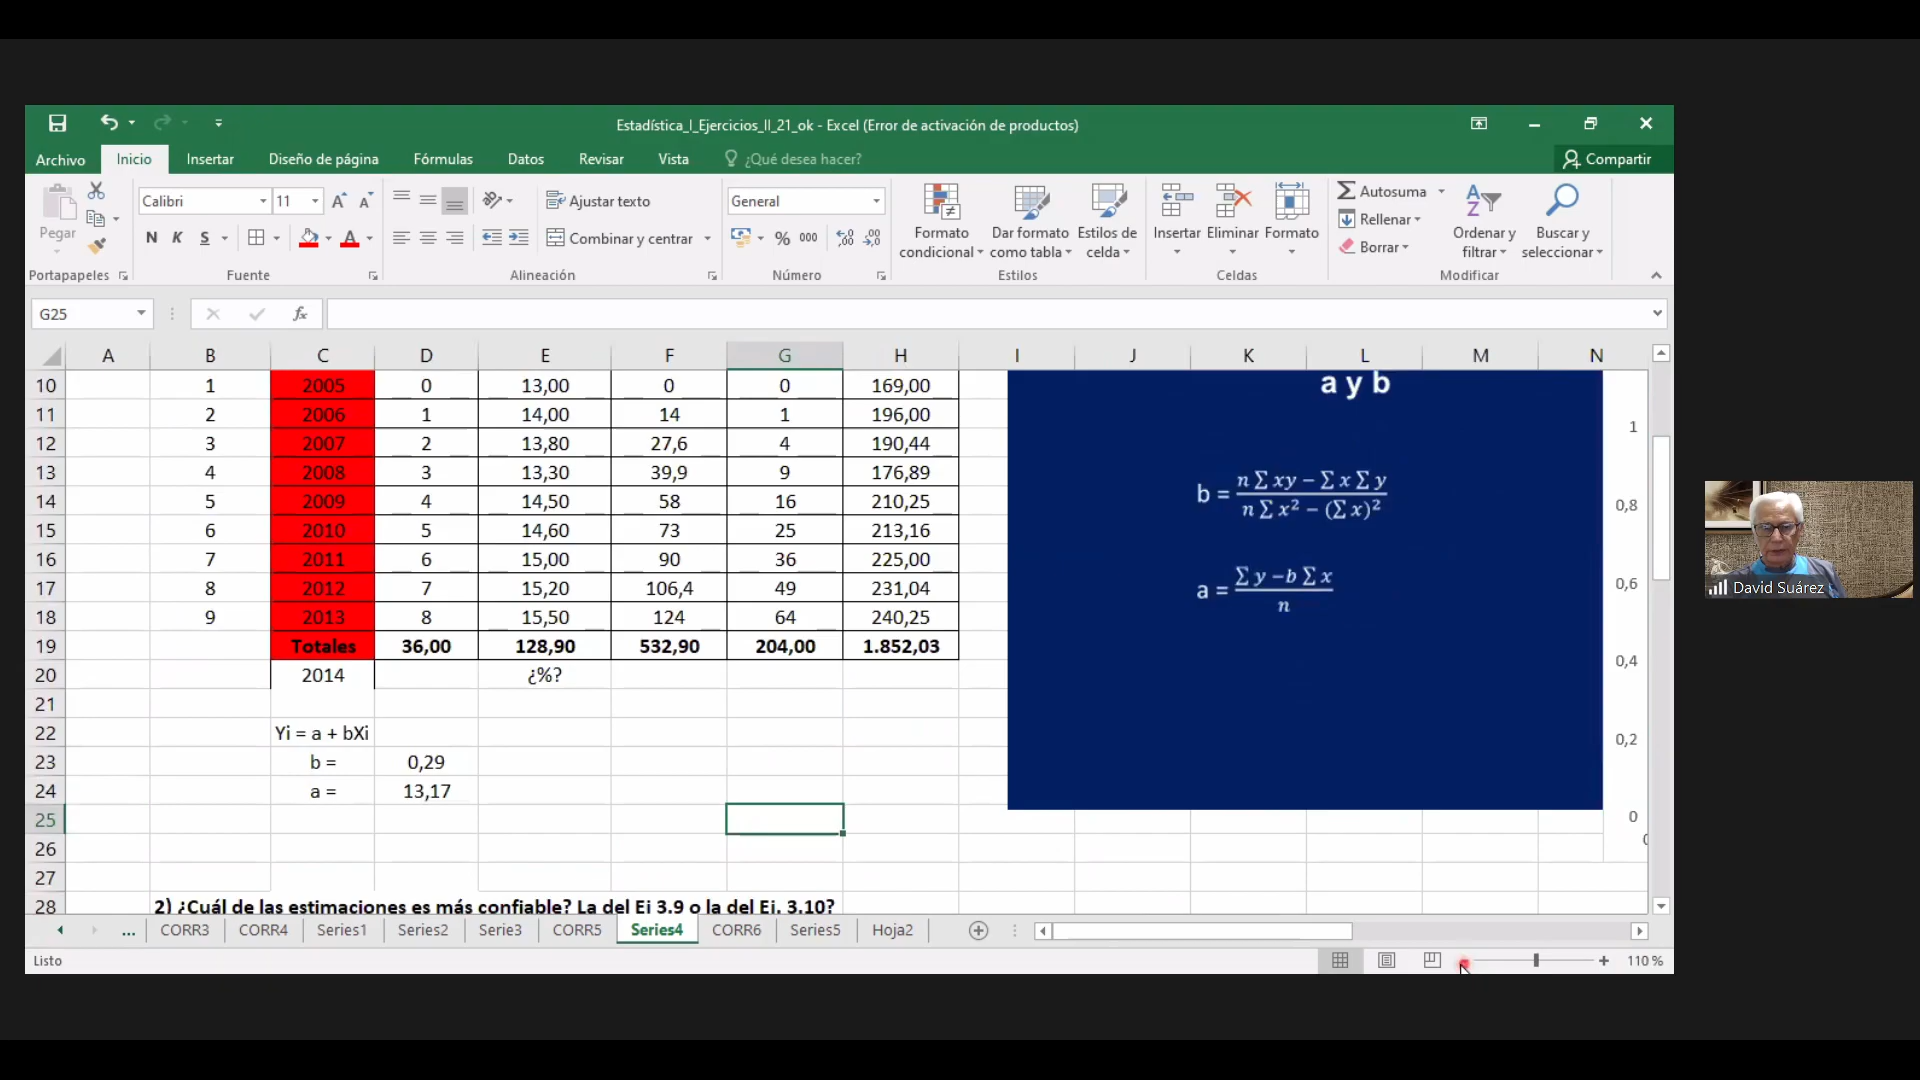 Estadística_I_Ejercicios_II_21_ok - Excel (Error de activación de productos)
Archivo Inicio Insertar Diseño de página Fórmulas Datos Revisar Vista ¿Qué desea hacer? Compartir
Pegar
Calibri 11
N K S
Ajustar texto
Combinar y centrar
General
% 000
Formato condicional
Dar formato como tabla
Estilos de celda
Insertar Eliminar Formato
Autosuma
Rellenar
Borrar
Ordenar y filtrar
Buscar y seleccionar
Portapapeles Fuente Alineación Número Estilos Celdas Modificar
G25 fx
A B C D E F G H I J K L M N
10 1 2005 0 13,00 0 0 169,00
11 2 2006 1 14,00 14 1 196,00
12 3 2007 2 13,80 27,6 4 190,44
13 4 2008 3 13,30 39,9 9 176,89
14 5 2009 4 14,50 58 16 210,25
15 6 2010 5 14,60 73 25 213,16
16 7 2011 6 15,00 90 36 225,00
17 8 2012 7 15,20 106,4 49 231,04
18 9 2013 8 15,50 124 64 240,25
19 Totales 36,00 128,90 532,90 204,00 1.852,03
20 2014 ¿%?
21
22 Yi = a + bXi
23 b = 0,29
24 a = 13,17
25
26
27
28 2) ¿Cuál de las estimaciones es más confiable? La del Ej 3.9 o la del Ej. 3.10?
a y b
b = n ∑ xy − ∑ x ∑ y / n ∑ x² − (∑ x)²
a = ∑ y − b ∑ x / n
1
0,8
0,6
0,4
0,2
0
... CORR3 CORR4 Series1 Series2 Serie3 CORR5 Series4 CORR6 Series5 Hoja2
Listo 110 %
David Suárez